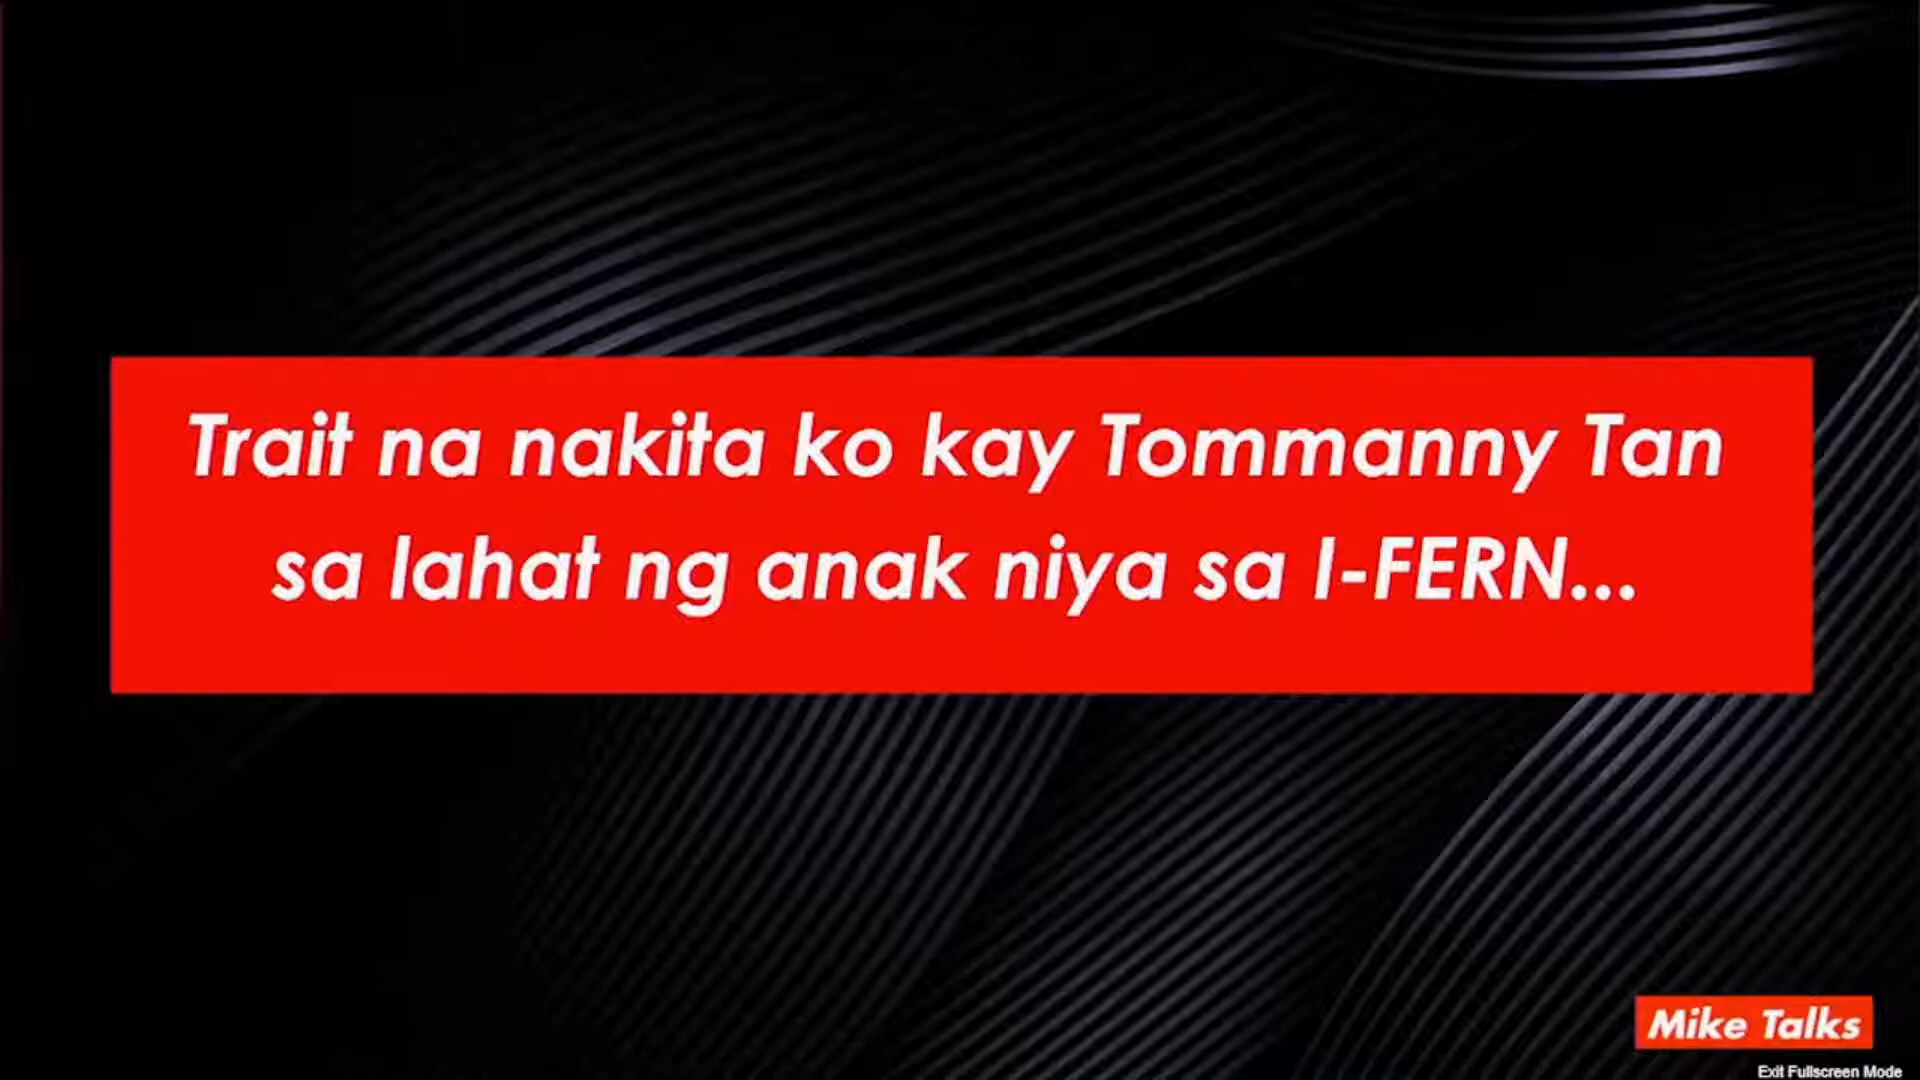 Trait na nakita ko kay Tommanny Tan
sa lahat ng anak niya sa I-FERN...
Mike Talks
Exit Fullscreen Mode